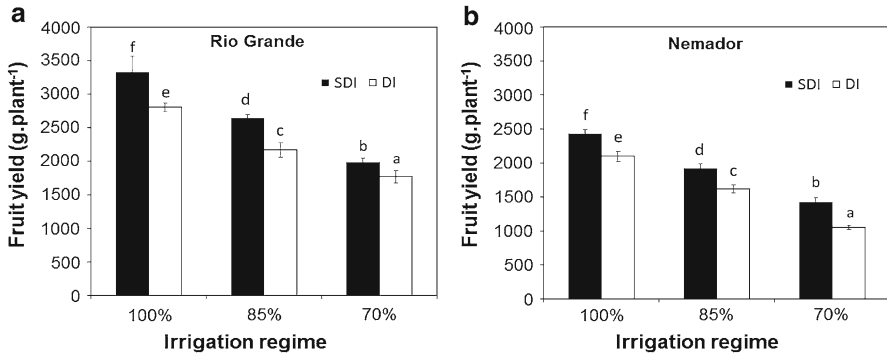 a
Rio Grande
Fruit yield (g.plant⁻¹)
4000
3500
3000
2500
2000
1500
1000
500
0
SDI DI
f
e
d
c
b
a
100% 85% 70%
Irrigation regime
b
Nemador
Fruit yield (g.plant⁻¹)
4000
3500
3000
2500
2000
1500
1000
500
0
SDI DI
f
e
d
c
b
a
100% 85% 70%
Irrigation regime